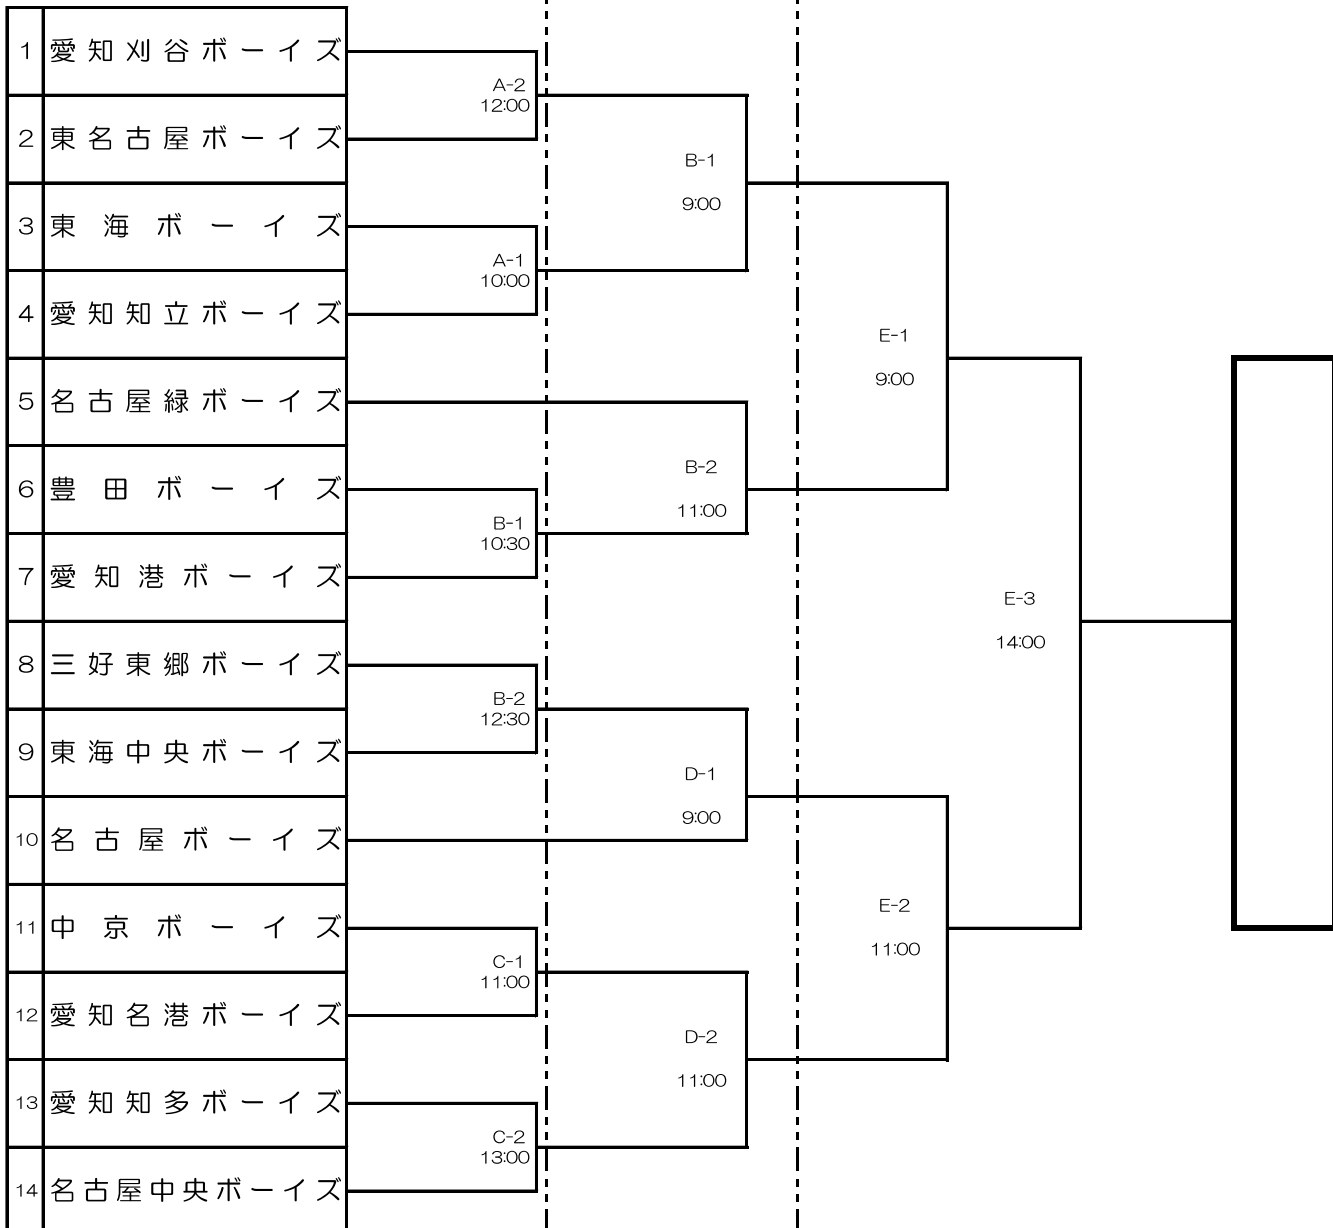 1 愛知刈谷ボーイズ
A-2
12:00
2 東名古屋ボーイズ
B-1
9:00
3 東海ボーイズ
A-1
10:00
4 愛知知立ボーイズ
E-1
9:00
5 名古屋緑ボーイズ
B-2
11:00
6 豊田ボーイズ
B-1
10:30
7 愛知港ボーイズ
E-3
14:00
8 三好東郷ボーイズ
B-2
12:30
9 東海中央ボーイズ
D-1
9:00
10 名古屋ボーイズ
E-2
11:00
11 中京ボーイズ
C-1
11:00
12 愛知名港ボーイズ
D-2
11:00
13 愛知知多ボーイズ
C-2
13:00
14 名古屋中央ボーイズ